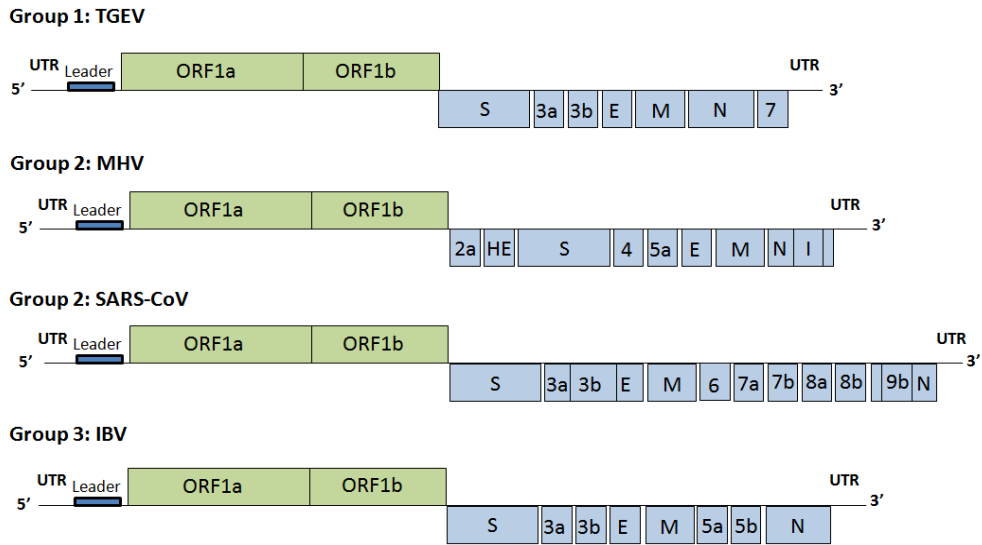 Group 1: TGEV
UTR Leader ORF1a ORF1b UTR
5’ 3’
S 3a 3b E M N 7
Group 2: MHV
UTR Leader ORF1a ORF1b UTR
5’ 3’
2a HE S 4 5a E M N I
Group 2: SARS-CoV
UTR Leader ORF1a ORF1b UTR
5’ 3’
S 3a 3b E M 6 7a 7b 8a 8b 9b N
Group 3: IBV
UTR Leader ORF1a ORF1b UTR
5’ 3’
S 3a 3b E M 5a 5b N